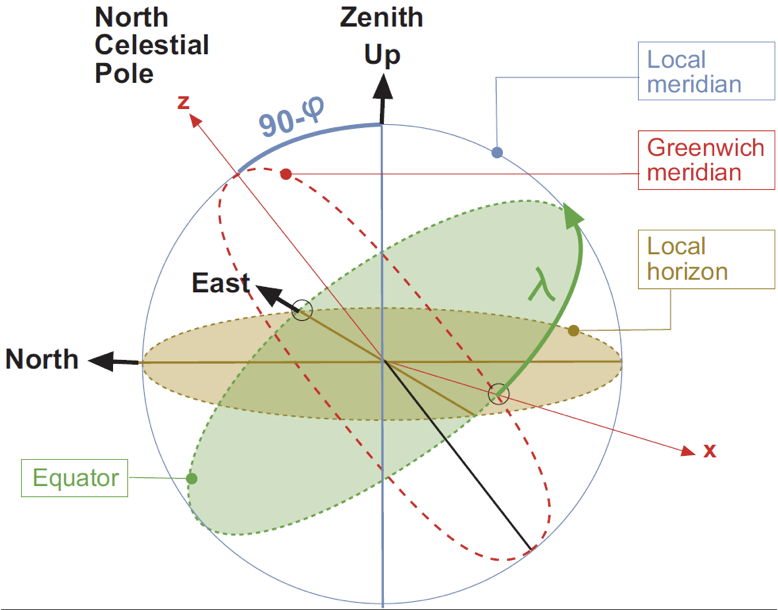 North
Celestial
Pole
Zenith
Up
Local
meridian
z
90-φ
Greenwich
meridian
Local
horizon
East
λ
North
x
Equator